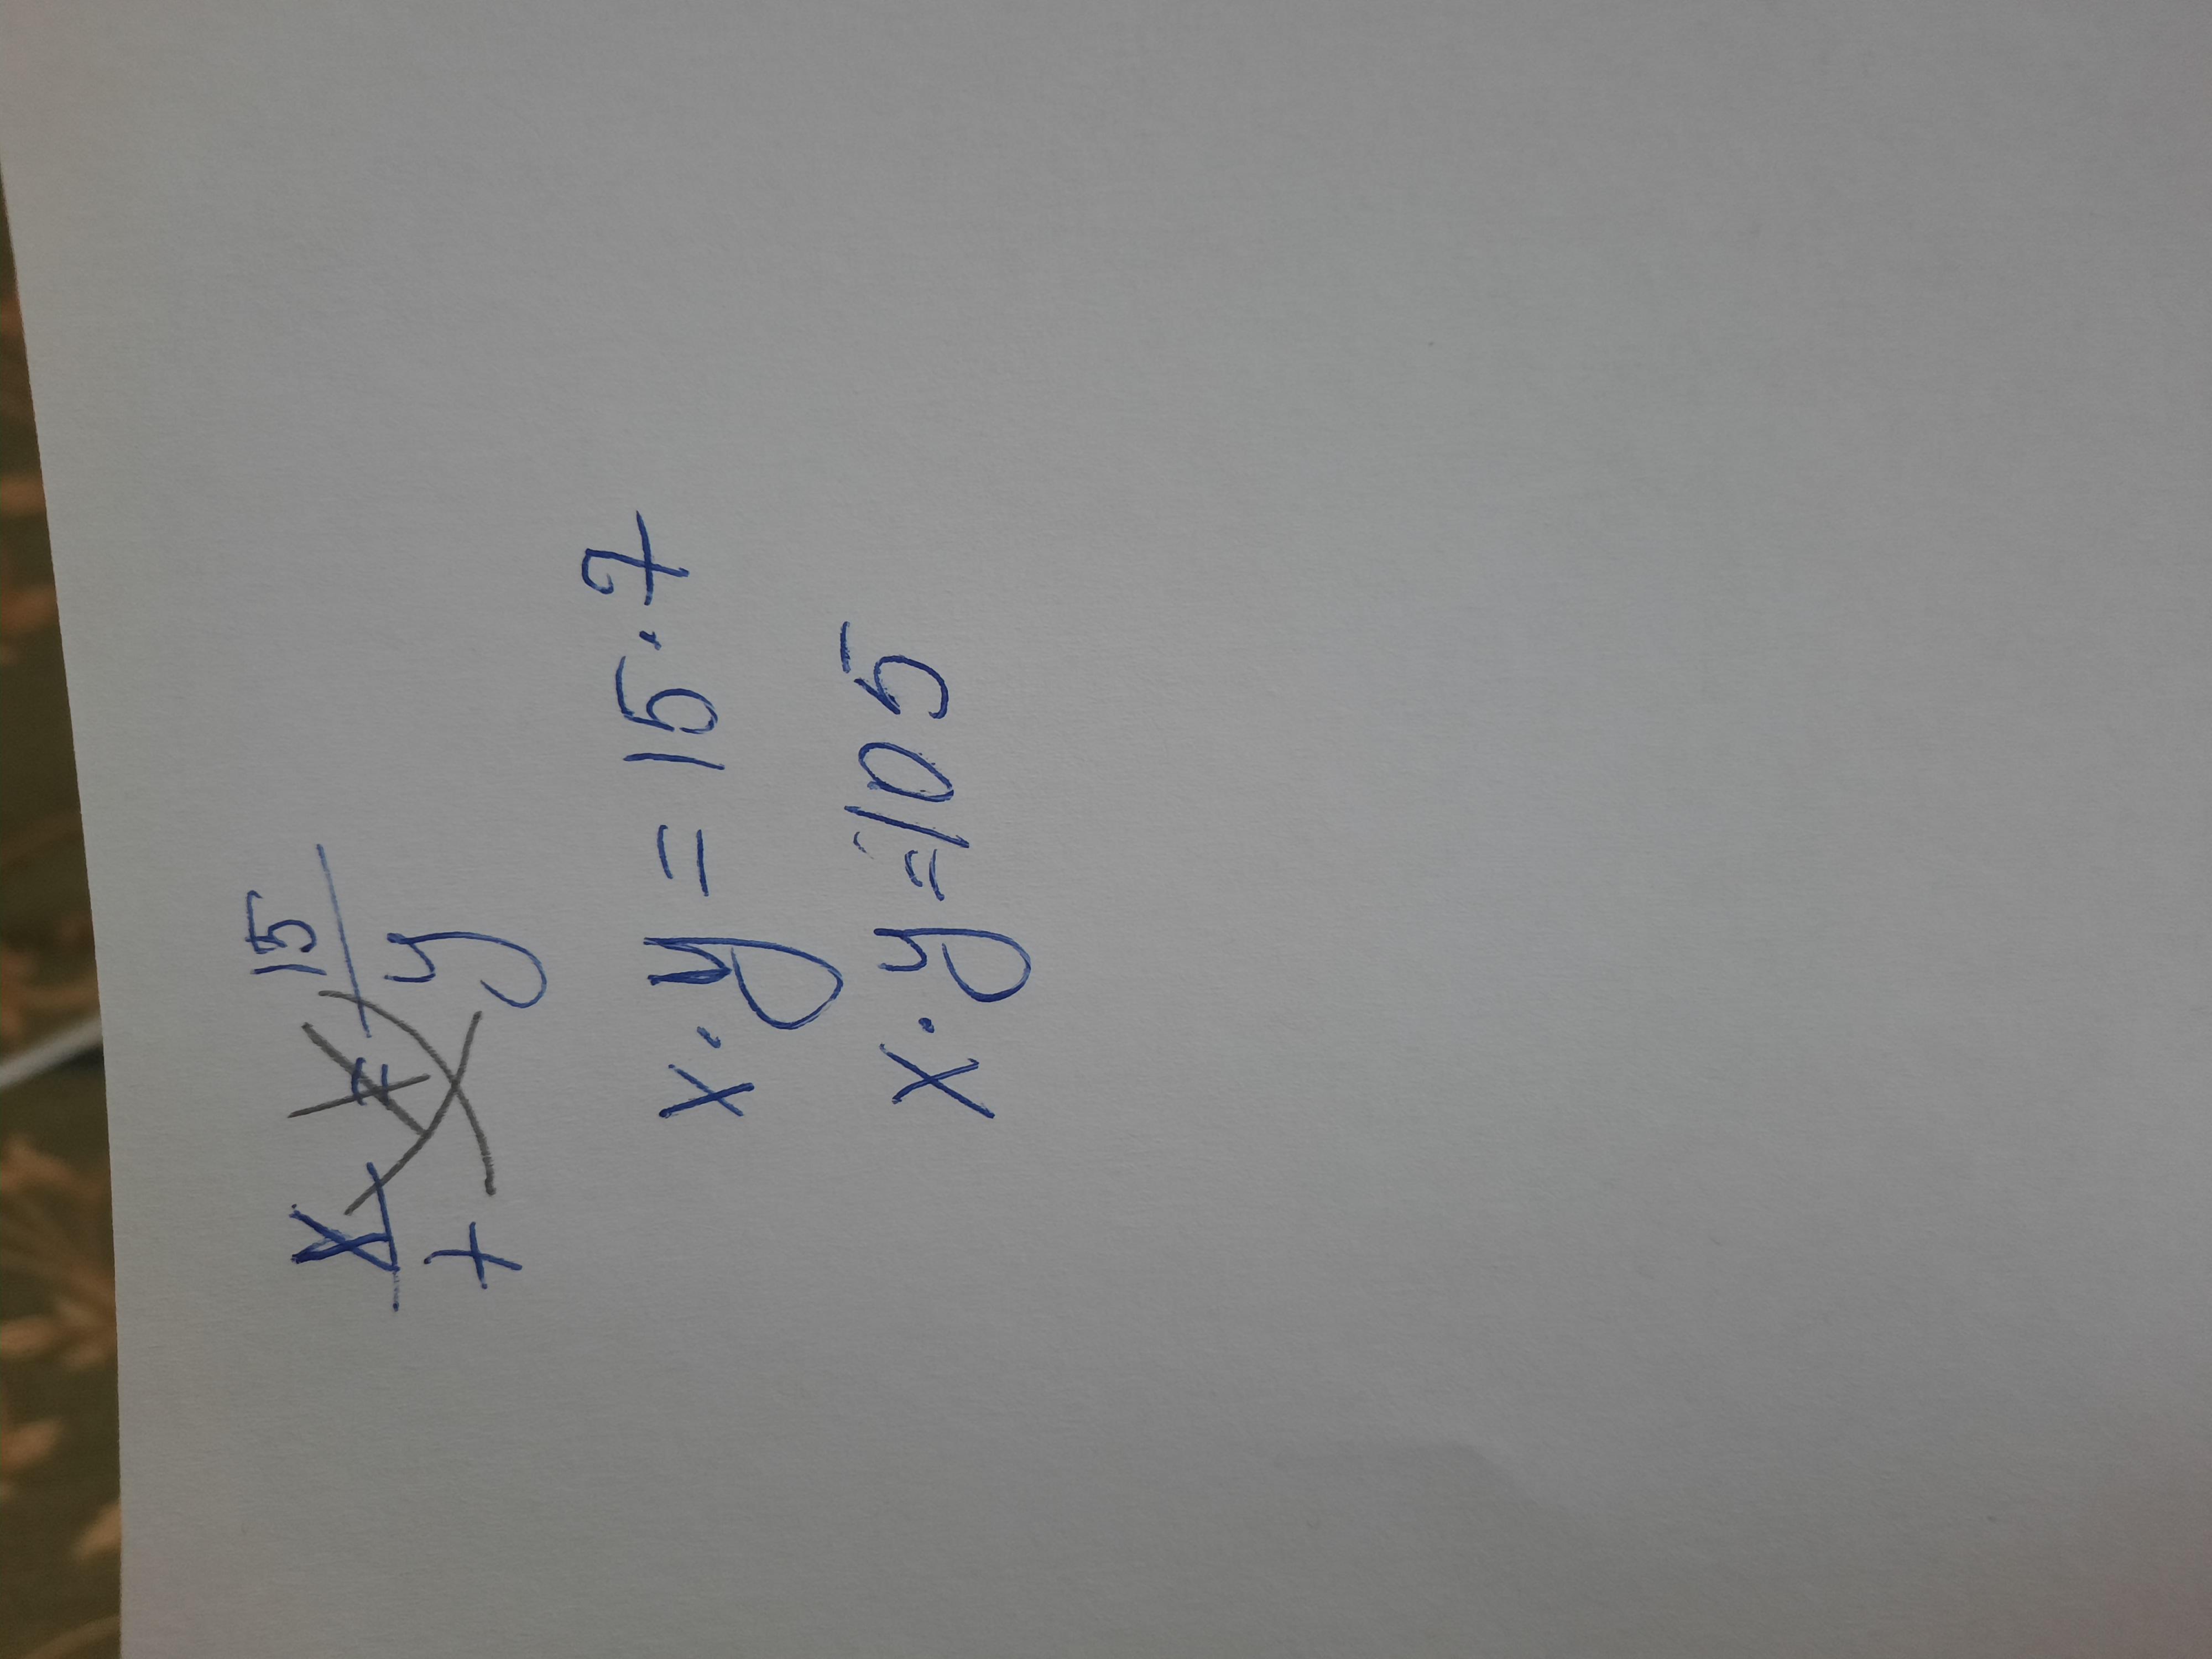 x/7 = 15/y
x·y = 15·7
x·y = 105